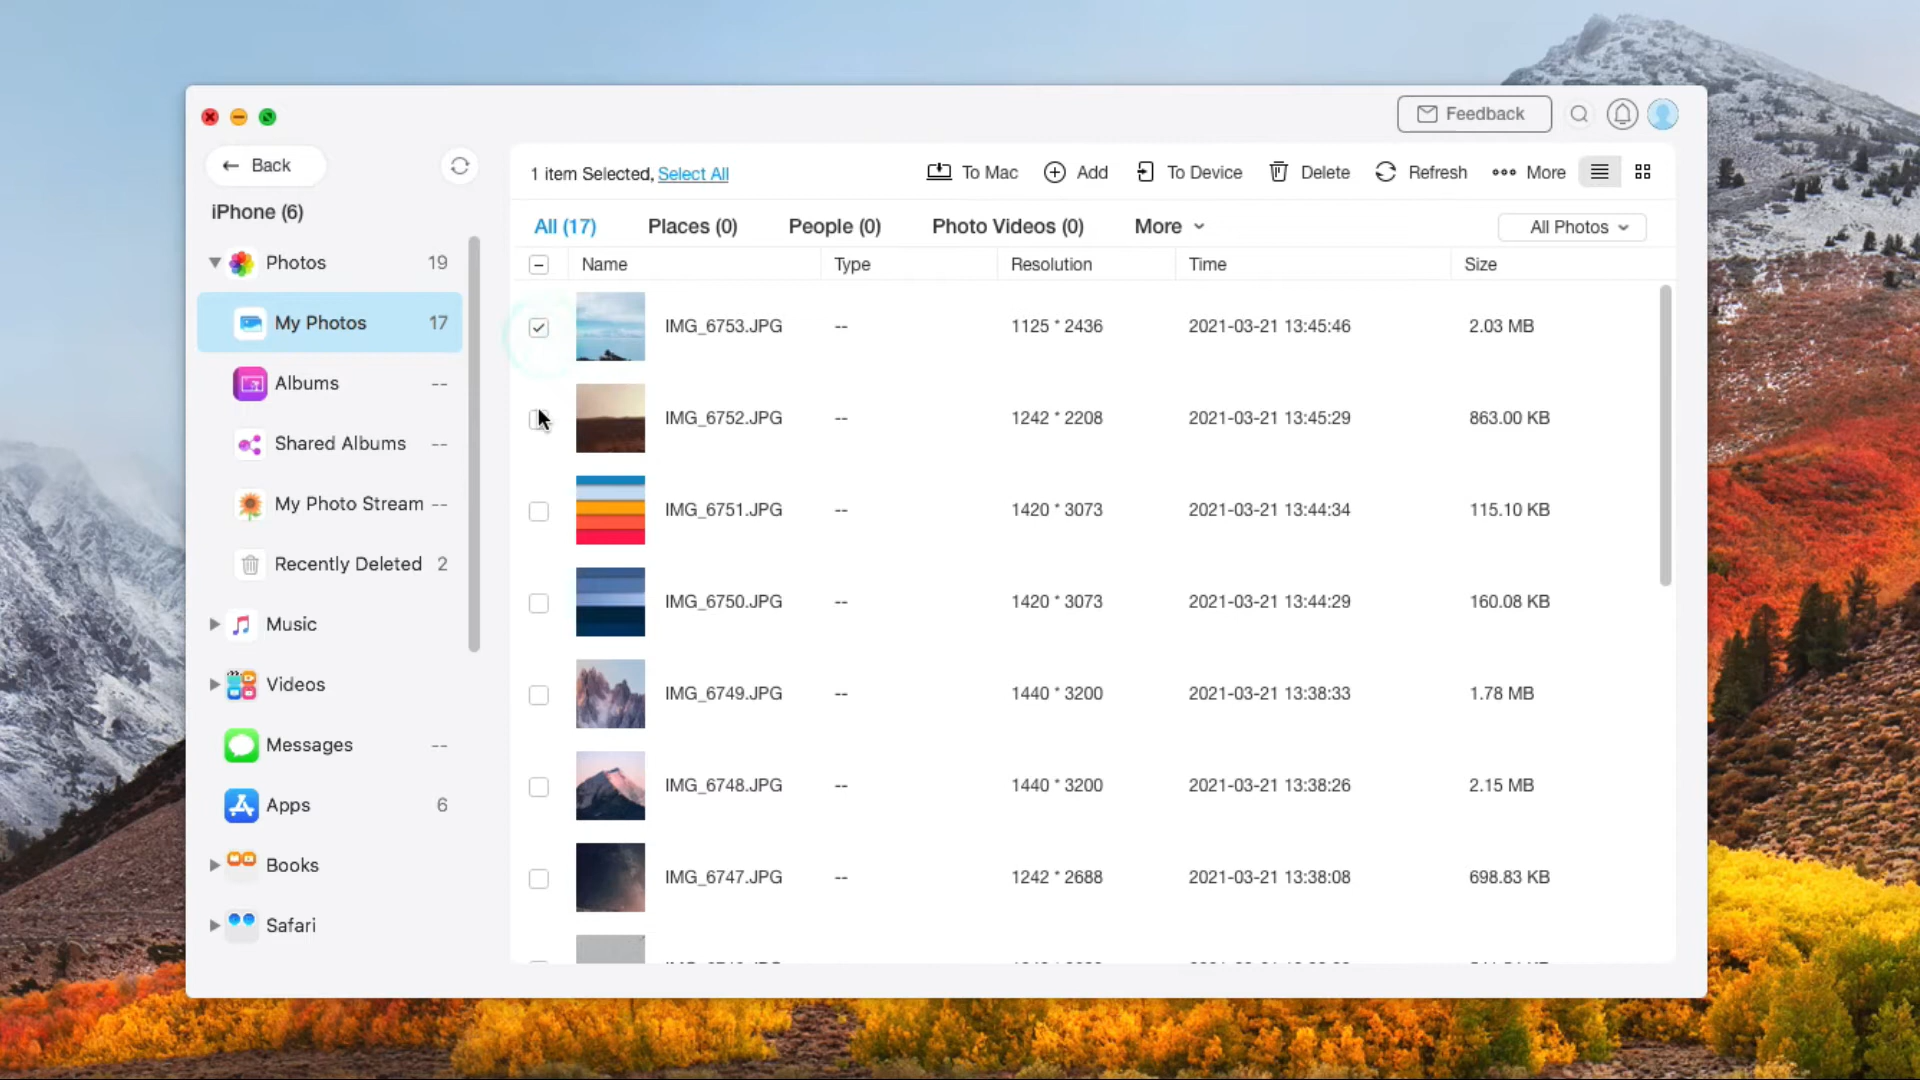 Feedback
Back
iPhone (6)
Photos 19
My Photos 17
Albums --
Shared Albums --
My Photo Stream --
Recently Deleted 2
Music
Videos
Messages --
Apps 6
Books
Safari
1 item Selected, Select All
To Mac Add To Device Delete Refresh More
All (17) Places (0) People (0) Photo Videos (0) More All Photos
Name Type Resolution Time Size
IMG_6753.JPG -- 1125 * 2436 2021-03-21 13:45:46 2.03 MB
IMG_6752.JPG -- 1242 * 2208 2021-03-21 13:45:29 863.00 KB
IMG_6751.JPG -- 1420 * 3073 2021-03-21 13:44:34 115.10 KB
IMG_6750.JPG -- 1420 * 3073 2021-03-21 13:44:29 160.08 KB
IMG_6749.JPG -- 1440 * 3200 2021-03-21 13:38:33 1.78 MB
IMG_6748.JPG -- 1440 * 3200 2021-03-21 13:38:26 2.15 MB
IMG_6747.JPG -- 1242 * 2688 2021-03-21 13:38:08 698.83 KB